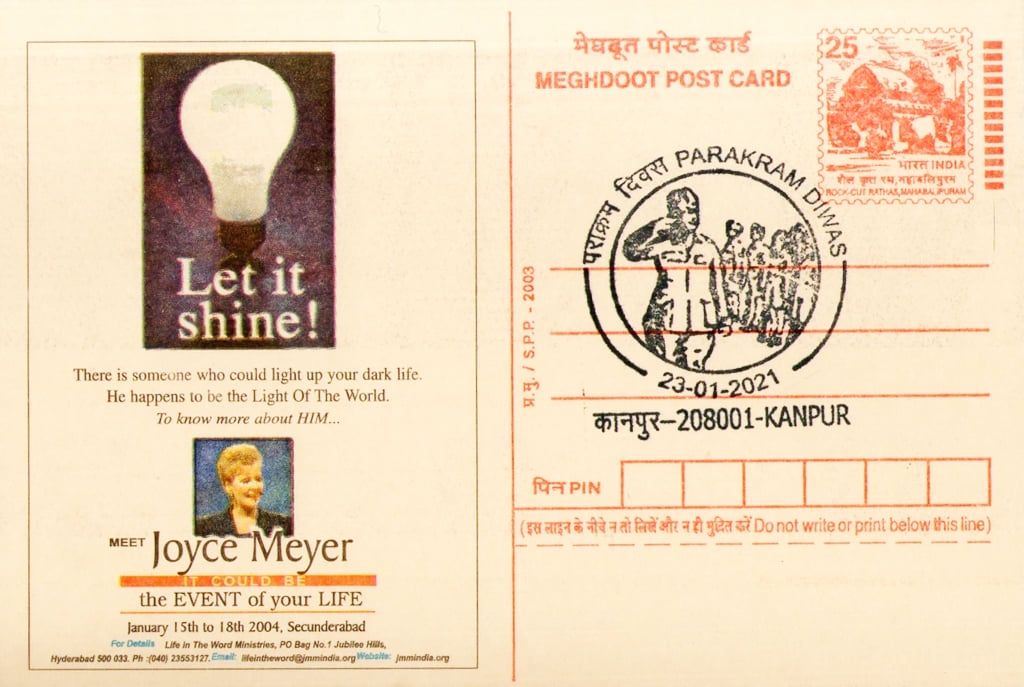 Let it
shine!
There is someone who could light up your dark life.
He happens to be the Light Of The World.
To know more about HIM...
MEET Joyce Meyer
IT COULD BE
the EVENT of your LIFE
January 15th to 18th 2004, Secunderabad
For Details Life in The Word Ministries, PO Bag No.1 Jubilee Hills,
Hyderabad 500 033. Ph :(040) 23553127. Email: lifeintheword@jmmindia.org Website: jmmindia.org
मेघदूत पोस्ट कार्ड
MEGHDOOT POST CARD
25
भारत INDIA
शैल कृत रथ, महाबलिपुरम
ROCK-CUT RATHAS, MAHABALIPURAM
पराक्रम दिवस PARAKRAM DIWAS
23-01-2021
कानपुर–208001-KANPUR
प्र.मु. / S.P.P. - 2003
पिन PIN
(इस लाइन के नीचे न तो लिखें और न ही मुद्रित करें Do not write or print below this line)